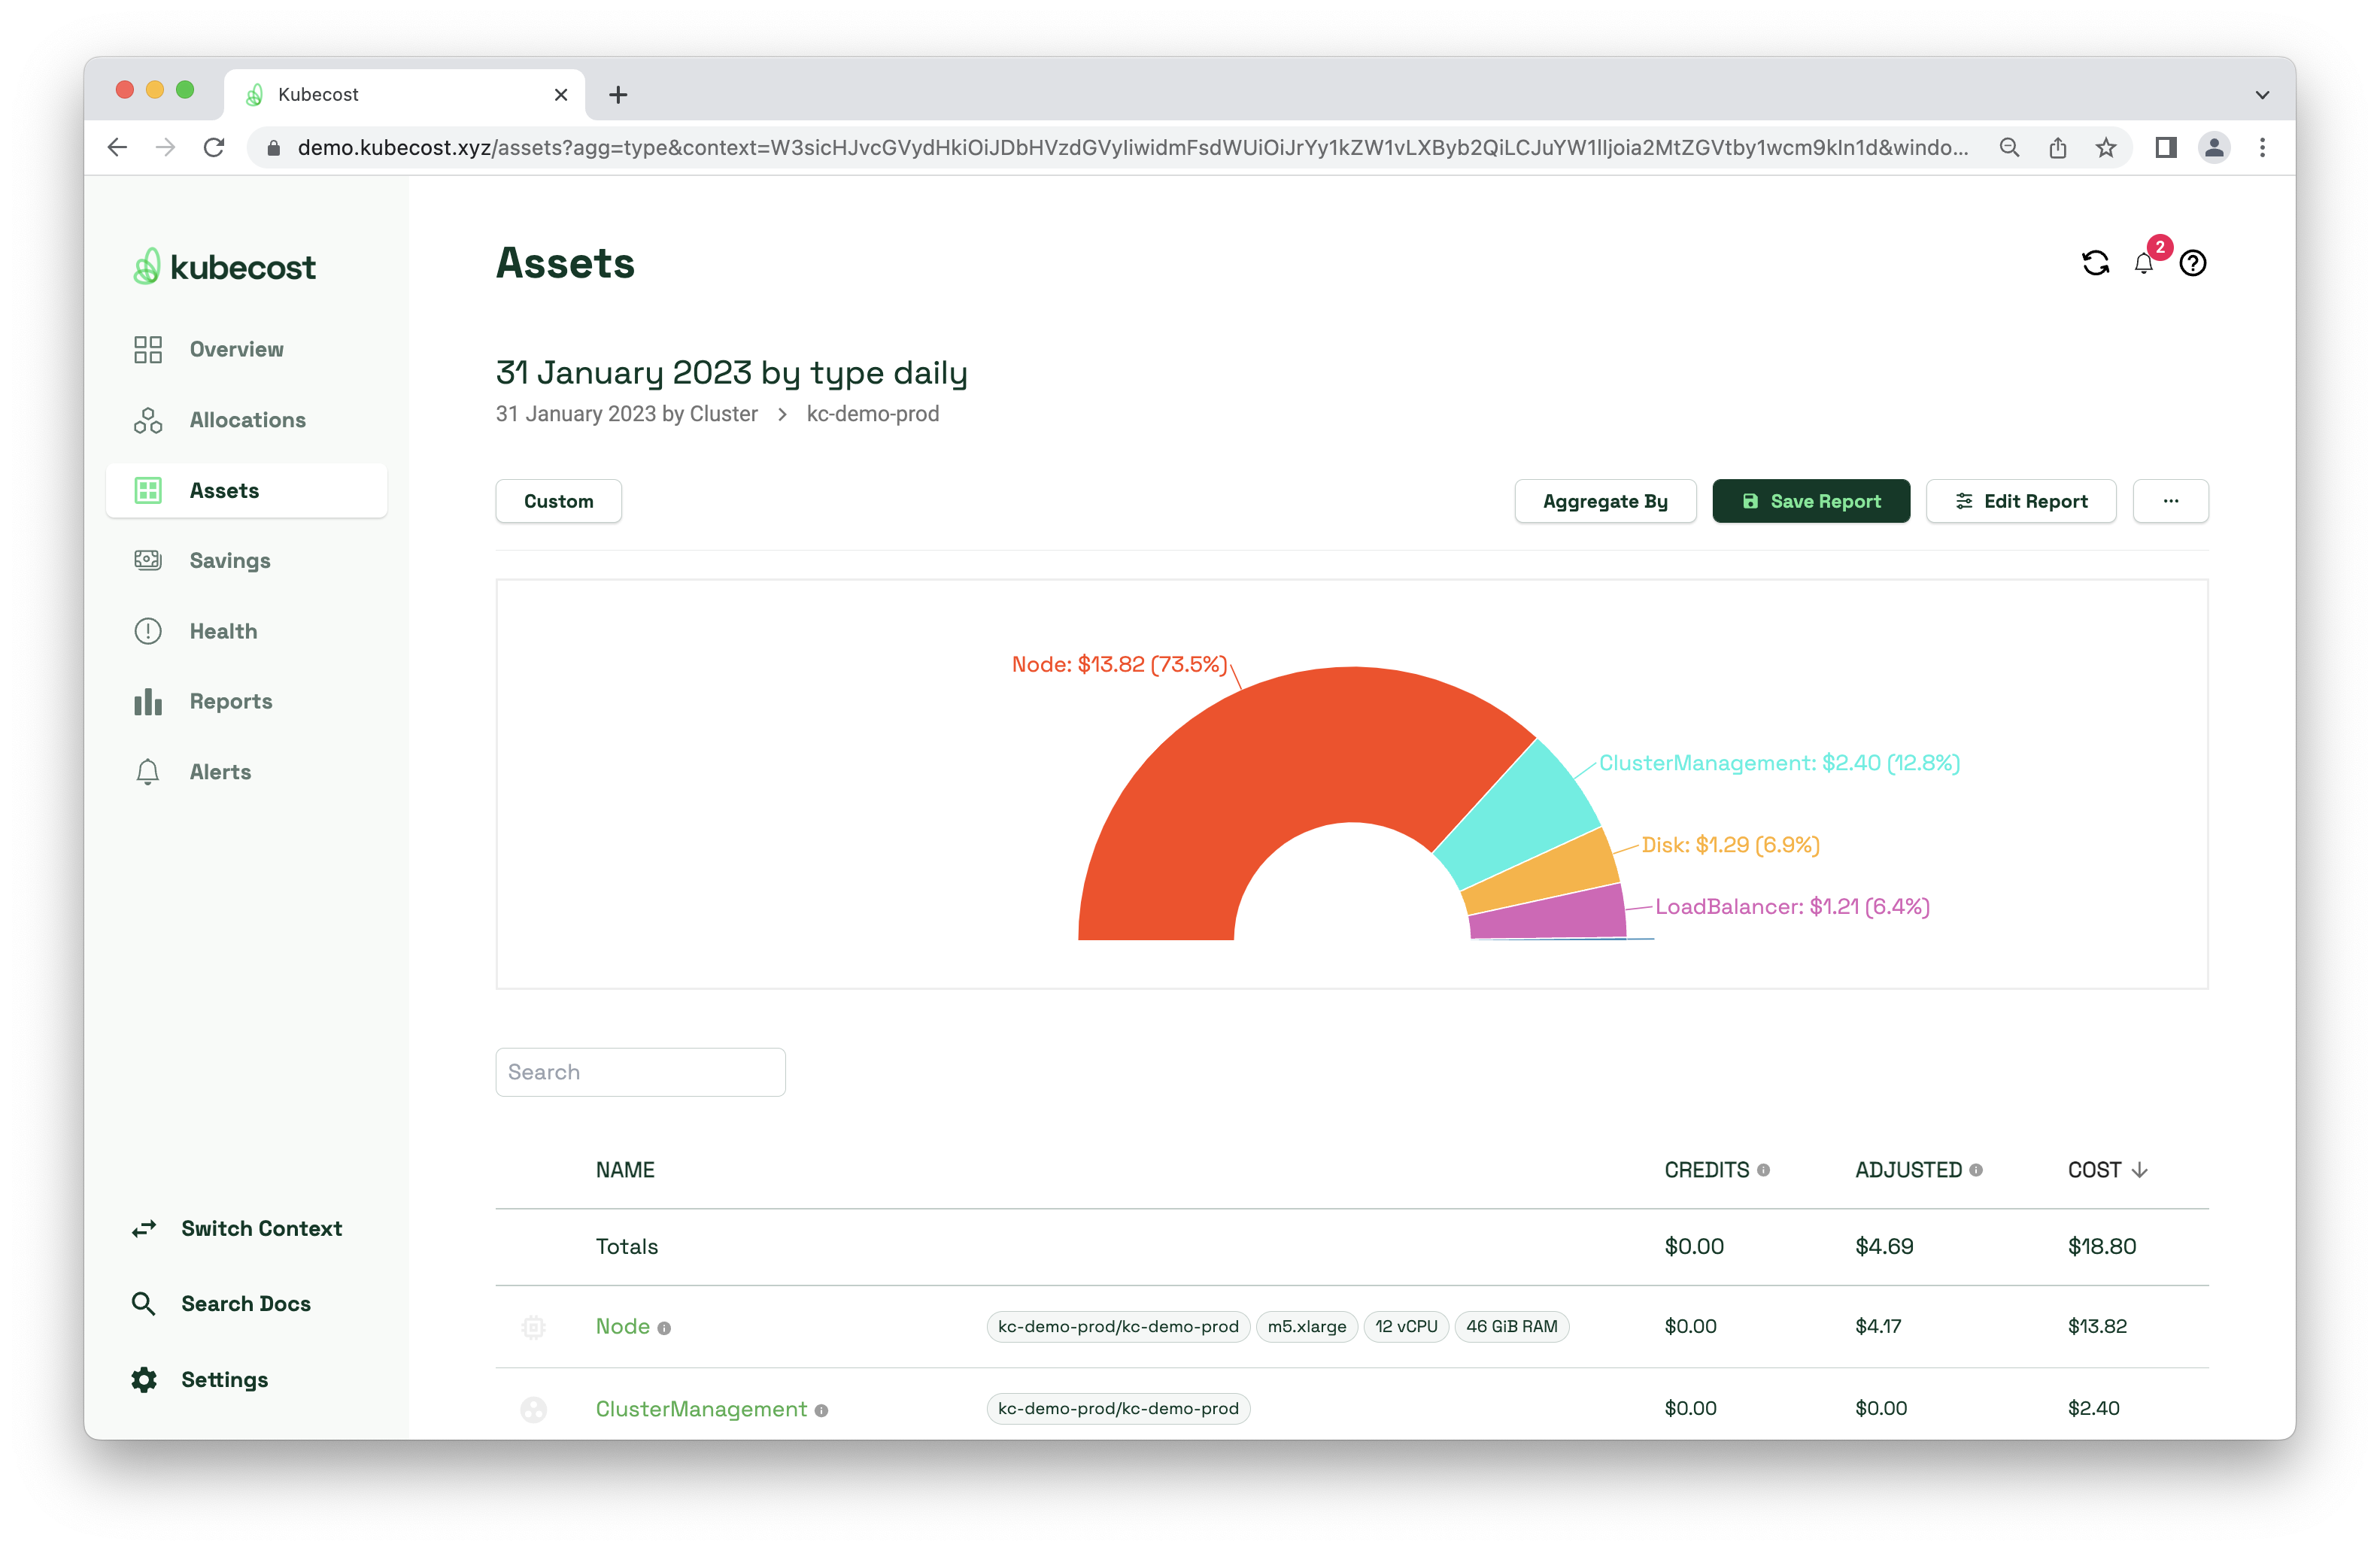 Kubecost
demo.kubecost.xyz/assets?agg=type&context=W3sicHJvcGVydHkiOiJDbHVzdGVyIiwidmFsdWUiOiJrYy1kZW1vLXByb2QiLCJuYW1lIjoia2MtZGVtby1wcm9kIn1d&windo...
kubecost
Assets
2
Overview
31 January 2023 by type daily
31 January 2023 by Cluster > kc-demo-prod
Allocations
Assets
Custom
Aggregate By
Save Report
Edit Report
...
Savings
Health
Reports
Alerts
Node: $13.82 (73.5%)
ClusterManagement: $2.40 (12.8%)
Disk: $1.29 (6.9%)
LoadBalancer: $1.21 (6.4%)
Search
NAME CREDITS ADJUSTED COST
Totals $0.00 $4.69 $18.80
Node kc-demo-prod/kc-demo-prod m5.xlarge 12 vCPU 46 GiB RAM $0.00 $4.17 $13.82
ClusterManagement kc-demo-prod/kc-demo-prod $0.00 $0.00 $2.40
Switch Context
Search Docs
Settings